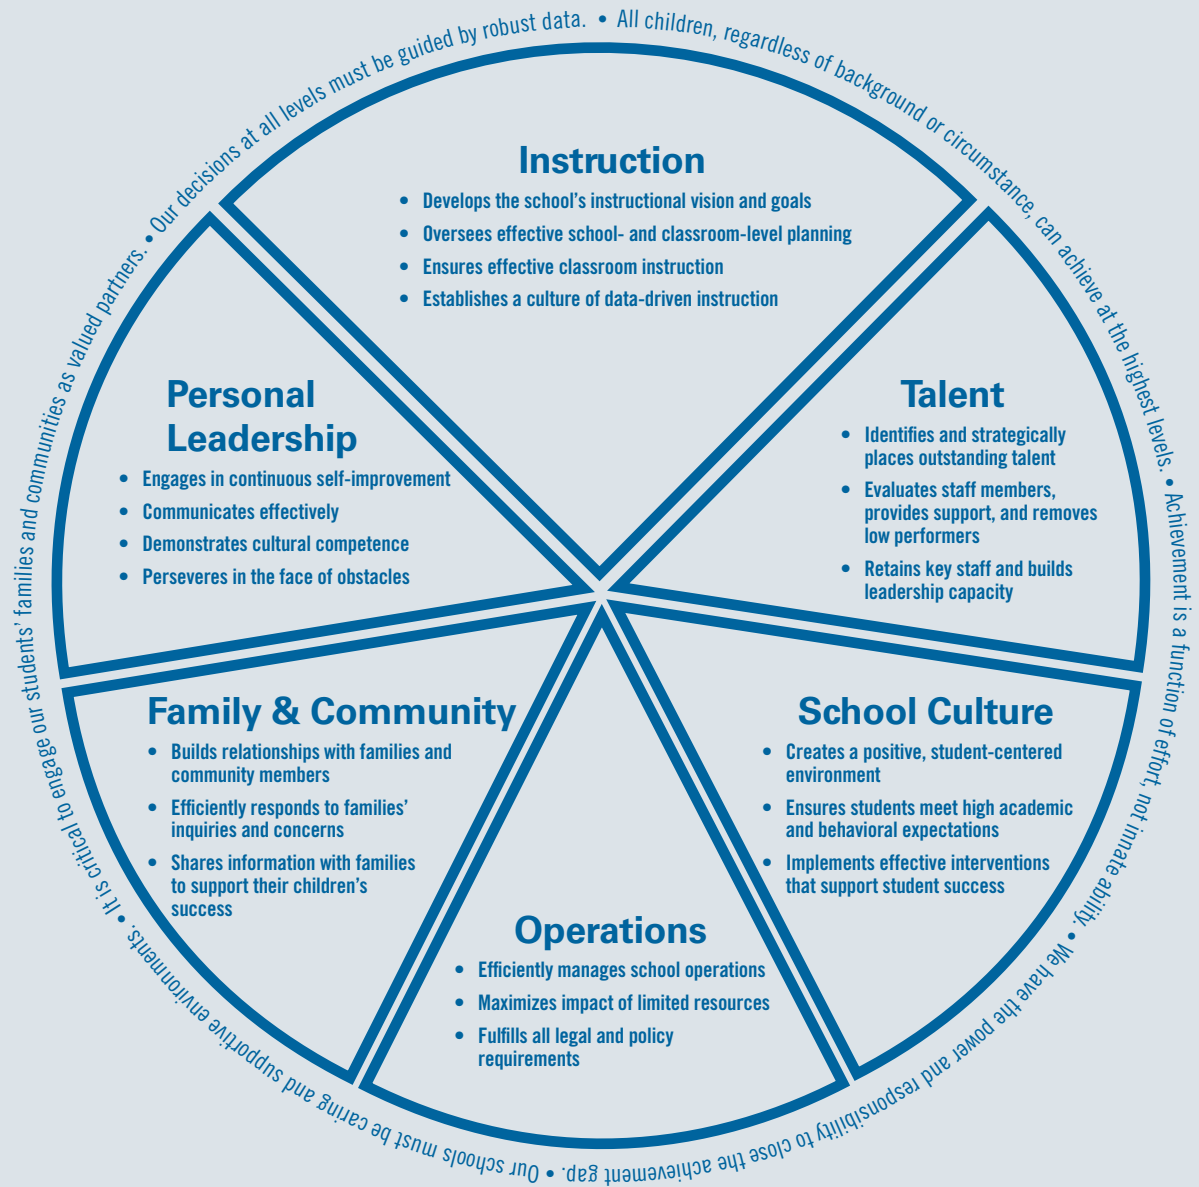 Our decisions at all levels must be guided by robust data. • All children, regardless of background or circumstance, can achieve at the highest levels. • Achievement is a function of effort, not innate ability. • We have the power and responsibility to close the achievement gap. • Our schools must be caring and supportive environments. • It is critical to engage our students' families and communities as valued partners. •
Instruction
• Develops the school's instructional vision and goals
• Oversees effective school- and classroom-level planning
• Ensures effective classroom instruction
• Establishes a culture of data-driven instruction
Talent
• Identifies and strategically
places outstanding talent
• Evaluates staff members,
provides support, and removes
low performers
• Retains key staff and builds
leadership capacity
School Culture
• Creates a positive, student-centered
environment
• Ensures students meet high academic
and behavioral expectations
• Implements effective interventions
that support student success
Operations
• Efficiently manages school operations
• Maximizes impact of limited resources
• Fulfills all legal and policy
requirements
Family & Community
• Builds relationships with families and
community members
• Efficiently responds to families'
inquiries and concerns
• Shares information with families
to support their children's
success
Personal
Leadership
• Engages in continuous self-improvement
• Communicates effectively
• Demonstrates cultural competence
• Perseveres in the face of obstacles